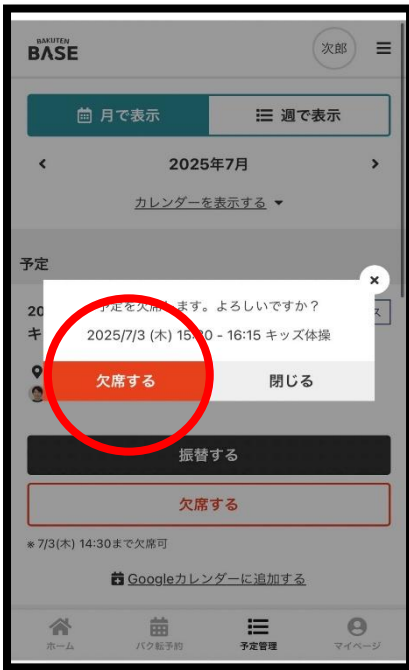 RAKUTEN
BASE
次郎
月で表示
週で表示
2025年7月
カレンダーを表示する
予定
予定を欠席します。よろしいですか？
2025/7/3 (木) 15:30 - 16:15 キッズ体操
欠席する
閉じる
20
キ
ス
振替する
欠席する
※ 7/3(木) 14:30まで欠席可
Googleカレンダーに追加する
ホーム
バク転予約
予定管理
マイページ